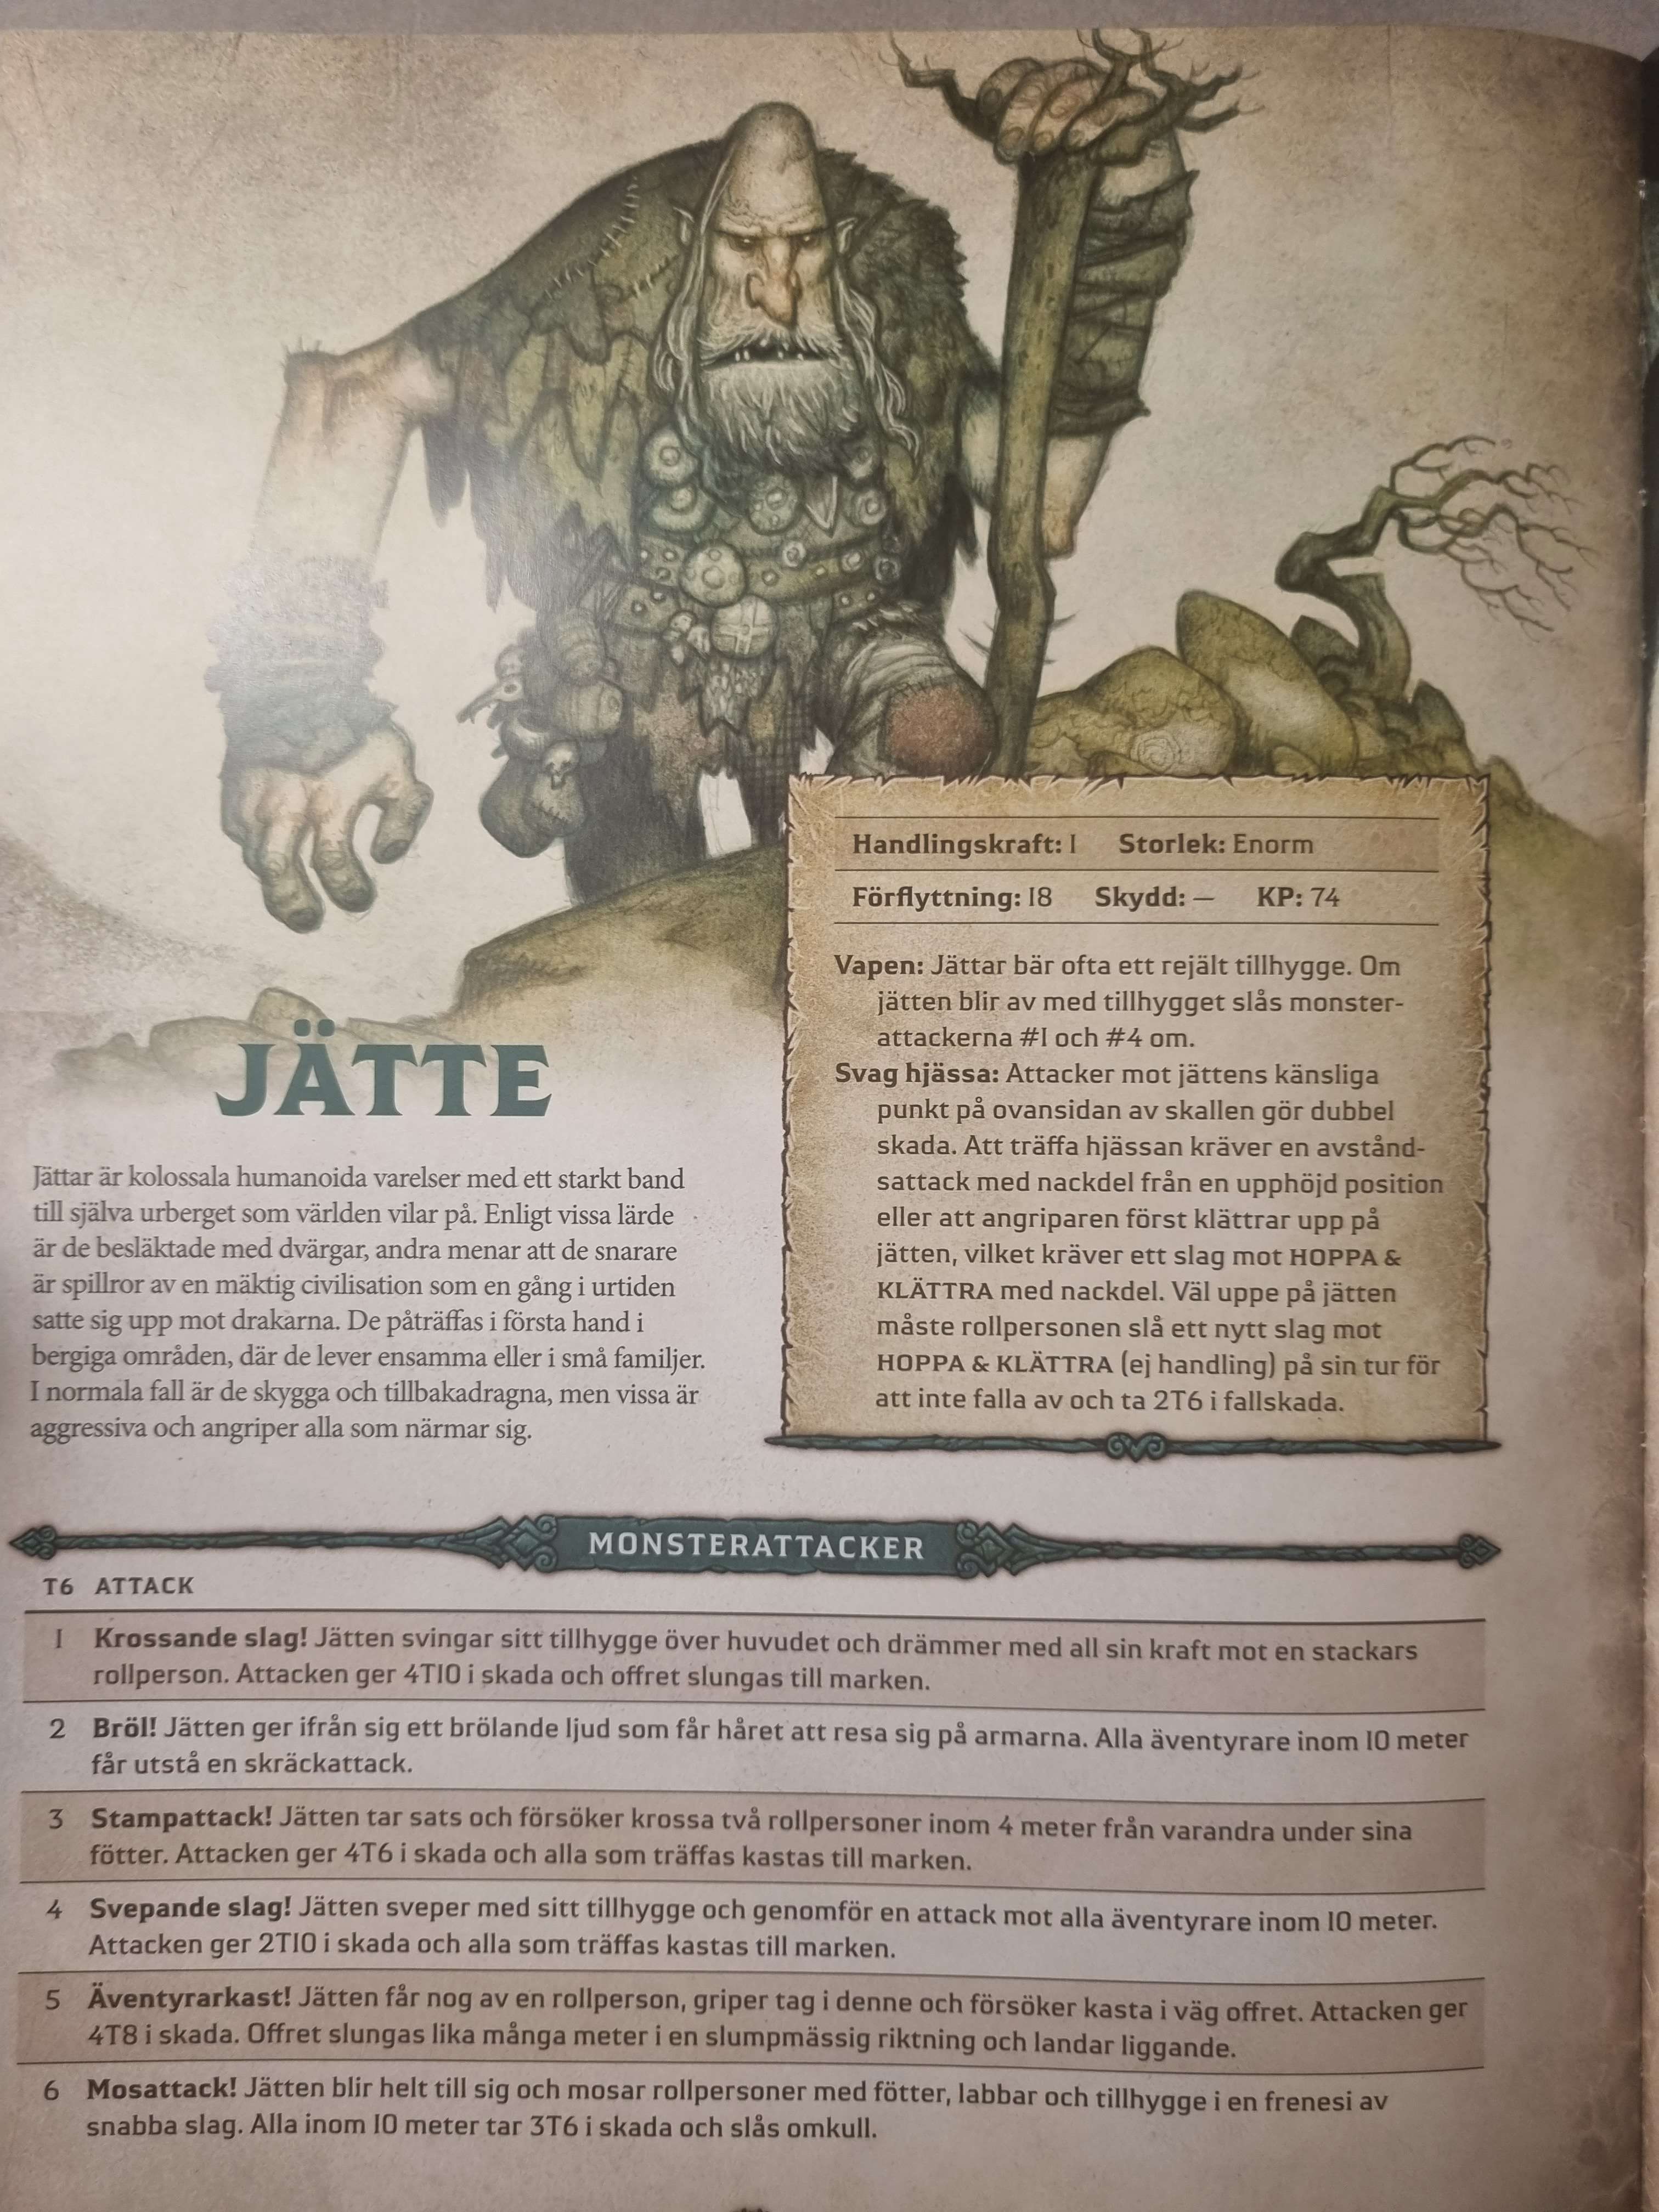 JÄTTE
Jättar är kolossala humanoida varelser med ett starkt band
till själva urberget som världen vilar på. Enligt vissa lärde
är de besläktade med dvärgar, andra menar att de snarare
är spillror av en mäktig civilisation som en gång i urtiden
satte sig upp mot drakarna. De påträffas i första hand i
bergiga områden, där de lever ensamma eller i små familjer.
I normala fall är de skygga och tillbakadragna, men vissa är
aggressiva och angriper alla som närmar sig.
Handlingskraft: 1 Storlek: Enorm
Förflyttning: 18 Skydd: — KP: 74
Vapen: Jättar bär ofta ett rejält tillhygge. Om
jätten blir av med tillhygget slås monster-
attackerna #1 och #4 om.
Svag hjässa: Attacker mot jättens känsliga
punkt på ovansidan av skallen gör dubbel
skada. Att träffa hjässan kräver en avstånd-
sattack med nackdel från en upphöjd position
eller att angriparen först klättrar upp på
jätten, vilket kräver ett slag mot HOPPA &
KLÄTTRA med nackdel. Väl uppe på jätten
måste rollpersonen slå ett nytt slag mot
HOPPA & KLÄTTRA (ej handling) på sin tur för
att inte falla av och ta 2T6 i fallskada.
MONSTERATTACKER
T6 ATTACK
1 Krossande slag! Jätten svingar sitt tillhygge över huvudet och drämmer med all sin kraft mot en stackars
rollperson. Attacken ger 4T10 i skada och offret slungas till marken.
2 Bröl! Jätten ger ifrån sig ett brölande ljud som får håret att resa sig på armarna. Alla äventyrare inom 10 meter
får utstå en skräckattack.
3 Stampattack! Jätten tar sats och försöker krossa två rollpersoner inom 4 meter från varandra under sina
fötter. Attacken ger 4T6 i skada och alla som träffas kastas till marken.
4 Svepande slag! Jätten sveper med sitt tillhygge och genomför en attack mot alla äventyrare inom 10 meter.
Attacken ger 2T10 i skada och alla som träffas kastas till marken.
5 Äventyrarkast! Jätten får nog av en rollperson, griper tag i denne och försöker kasta i väg offret. Attacken ger
4T8 i skada. Offret slungas lika många meter i en slumpmässig riktning och landar liggande.
6 Mosattack! Jätten blir helt till sig och mosar rollpersoner med fötter, labbar och tillhygge i en frenesi av
snabba slag. Alla inom 10 meter tar 3T6 i skada och slås omkull.